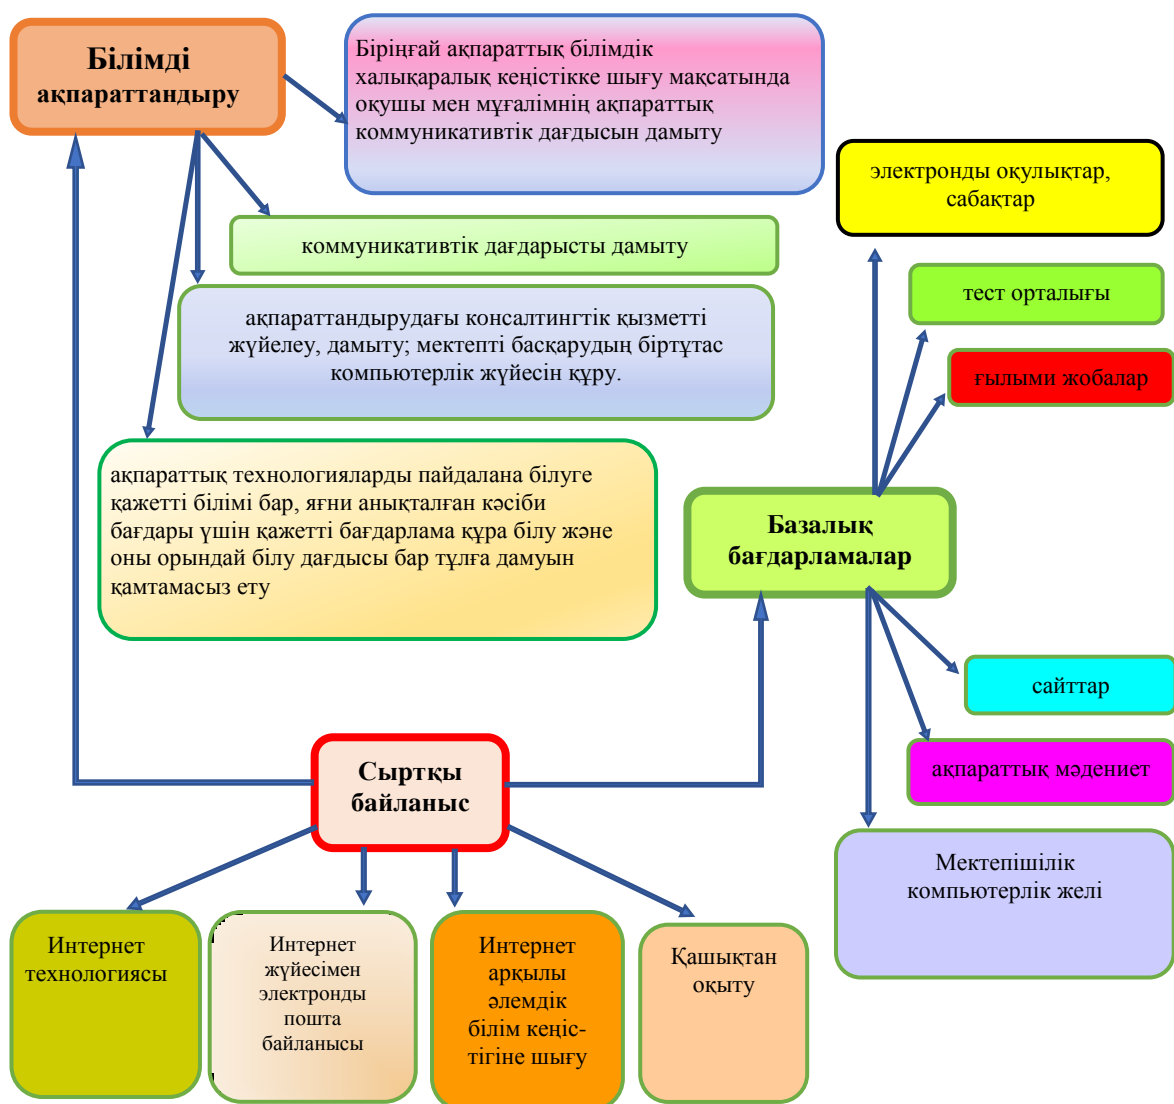 Білімді
ақпараттандыру
Біріңғай ақпараттық білімдік
халықаралық кеңістікке шығу мақсатында
оқушы мен мұғалімнің ақпараттық
коммуникативтік дағдысын дамыту
электронды оқулықтар,
сабақтар
коммуникативтік дағдарысты дамыту
тест орталығы
ақпараттандырудағы консалтингтік қызметті
жүйелеу, дамыту; мектепті басқарудың біртұтас
компьютерлік жүйесін құру.
ғылыми жобалар
ақпараттық технологияларды пайдалана білуге
қажетті білімі бар, яғни анықталған кәсіби
бағдары үшін қажетті бағдарлама құра білу және
оны орындай білу дағдысы бар тұлға дамуын
қамтамасыз ету
Базалық
бағдарламалар
сайттар
ақпараттық мәдениет
Мектепішілік
компьютерлік желі
Сыртқы
байланыс
Интернет
технологиясы
Интернет
жүйесімен
электронды
пошта
байланысы
Интернет
арқылы
әлемдік
білім кеңіс-
тігіне шығу
Қашықтан
оқыту